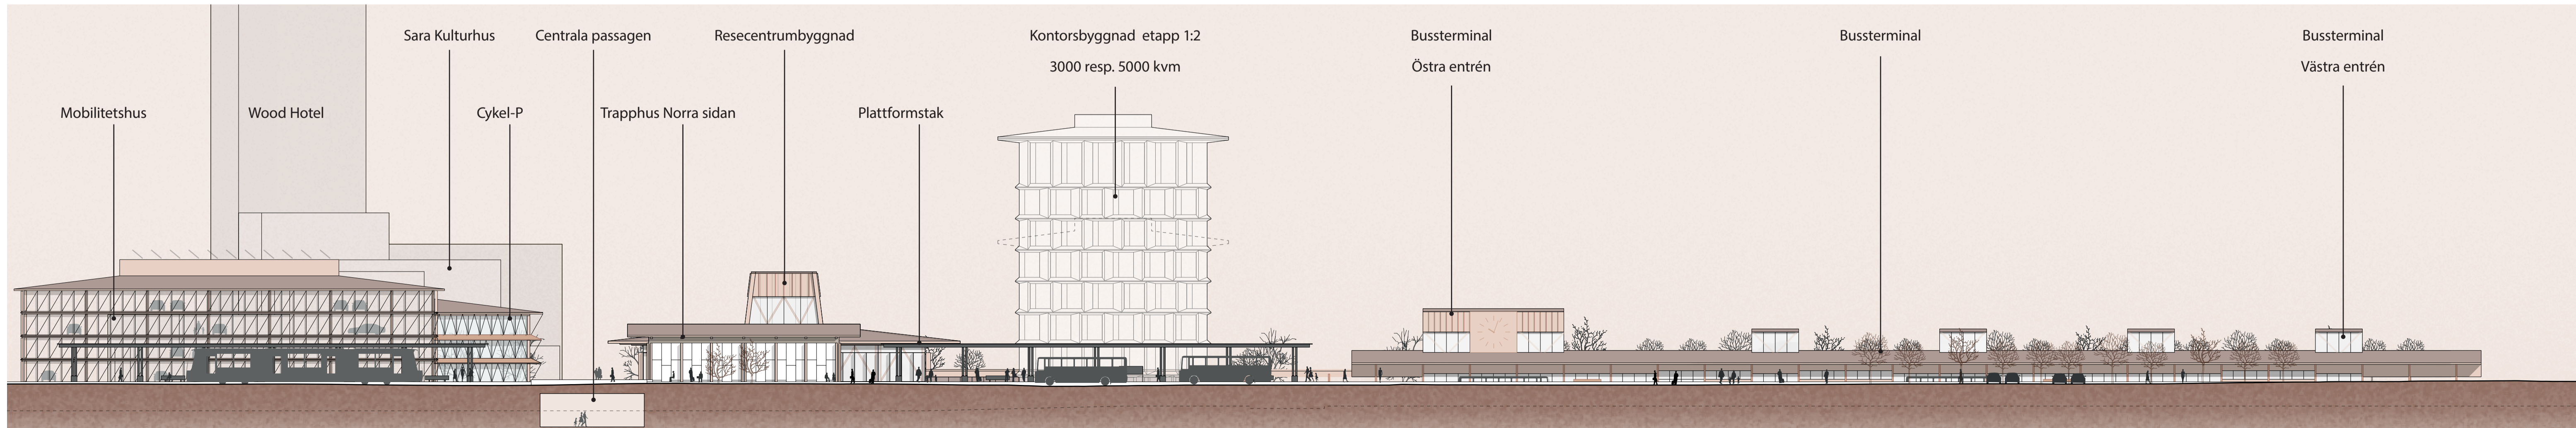 Sara Kulturhus
Centrala passagen
Resecentrumbyggnad
Kontorsbyggnad etapp 1:2
3000 resp. 5000 kvm
Bussterminal
Östra entrén
Bussterminal
Bussterminal
Västra entrén
Mobilitetshus
Wood Hotel
Cykel-P
Trapphus Norra sidan
Plattformstak